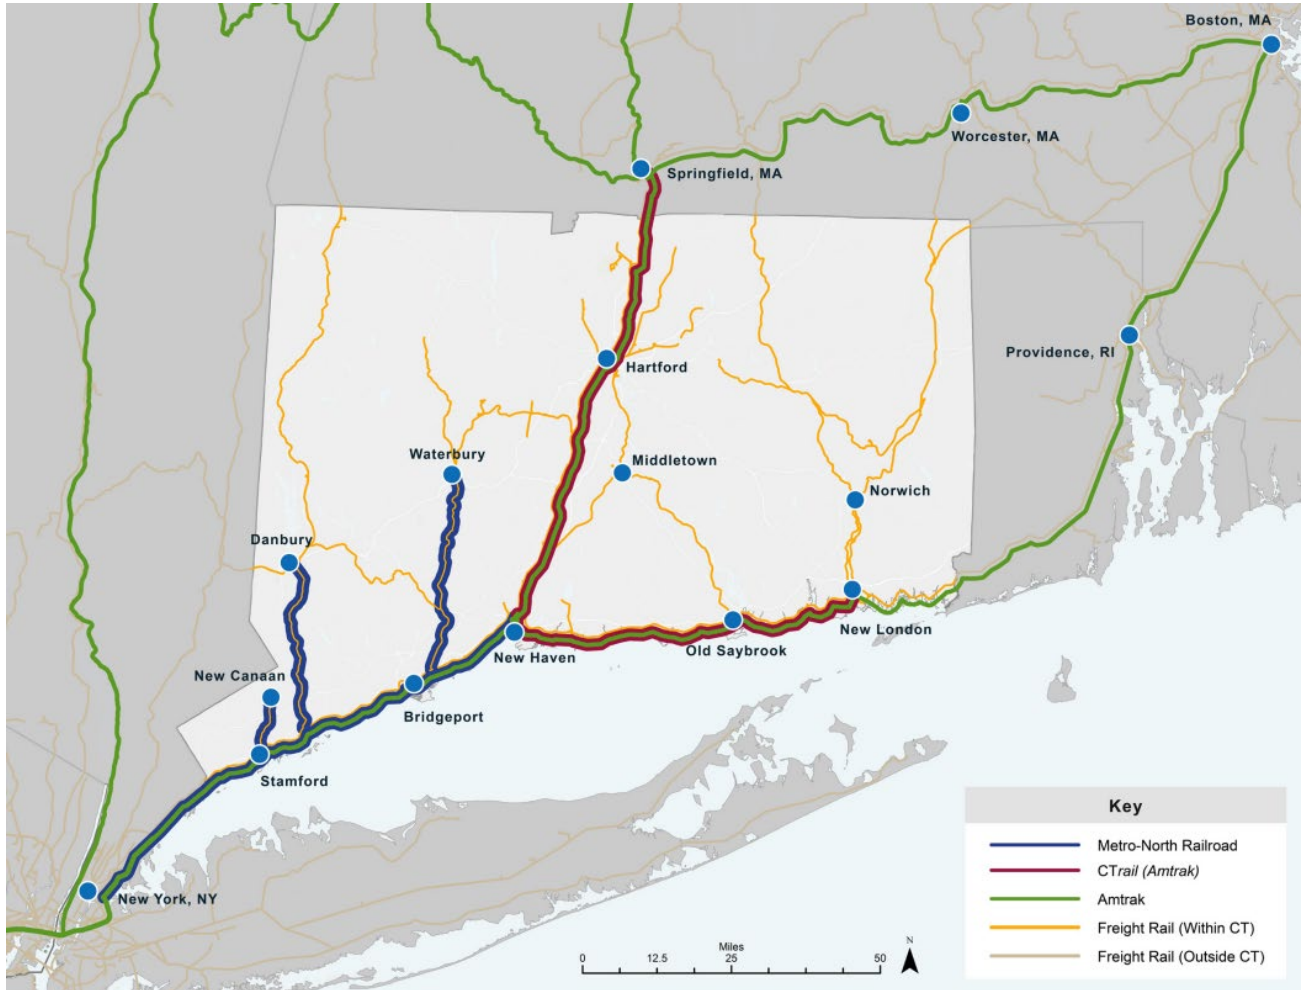 Boston, MA
Worcester, MA
Springfield, MA
Providence, RI
Hartford
Waterbury
Middletown
Norwich
Danbury
New London
New Haven
Old Saybrook
New Canaan
Bridgeport
Stamford
New York, NY
Key
Metro-North Railroad
CTrail (Amtrak)
Amtrak
Freight Rail (Within CT)
Freight Rail (Outside CT)
Miles
0 12.5 25 50
N